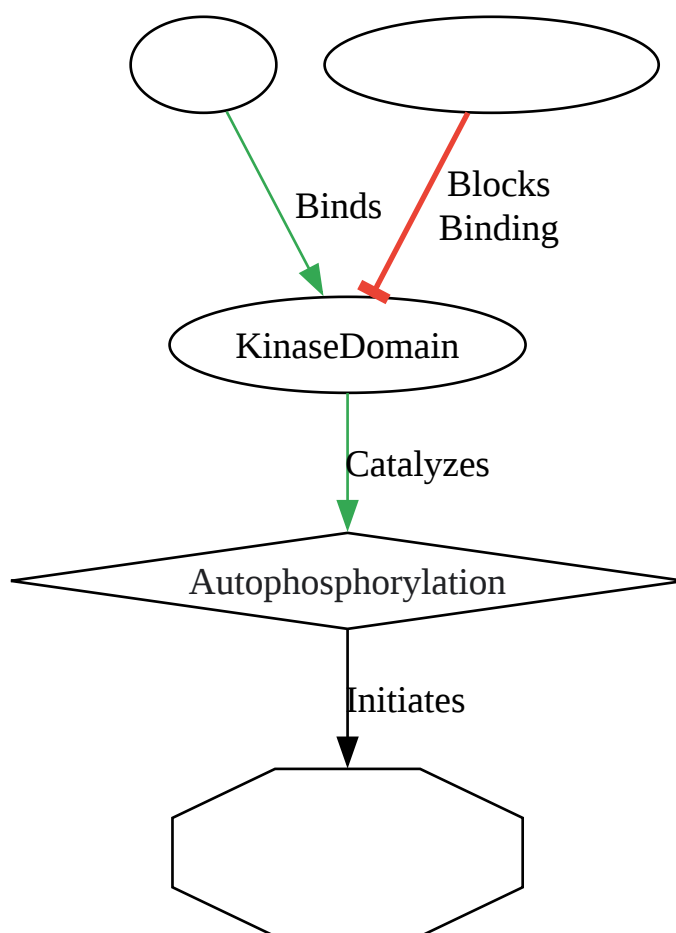 Binds
Blocks
Binding
KinaseDomain
Catalyzes
Autophosphorylation
Initiates